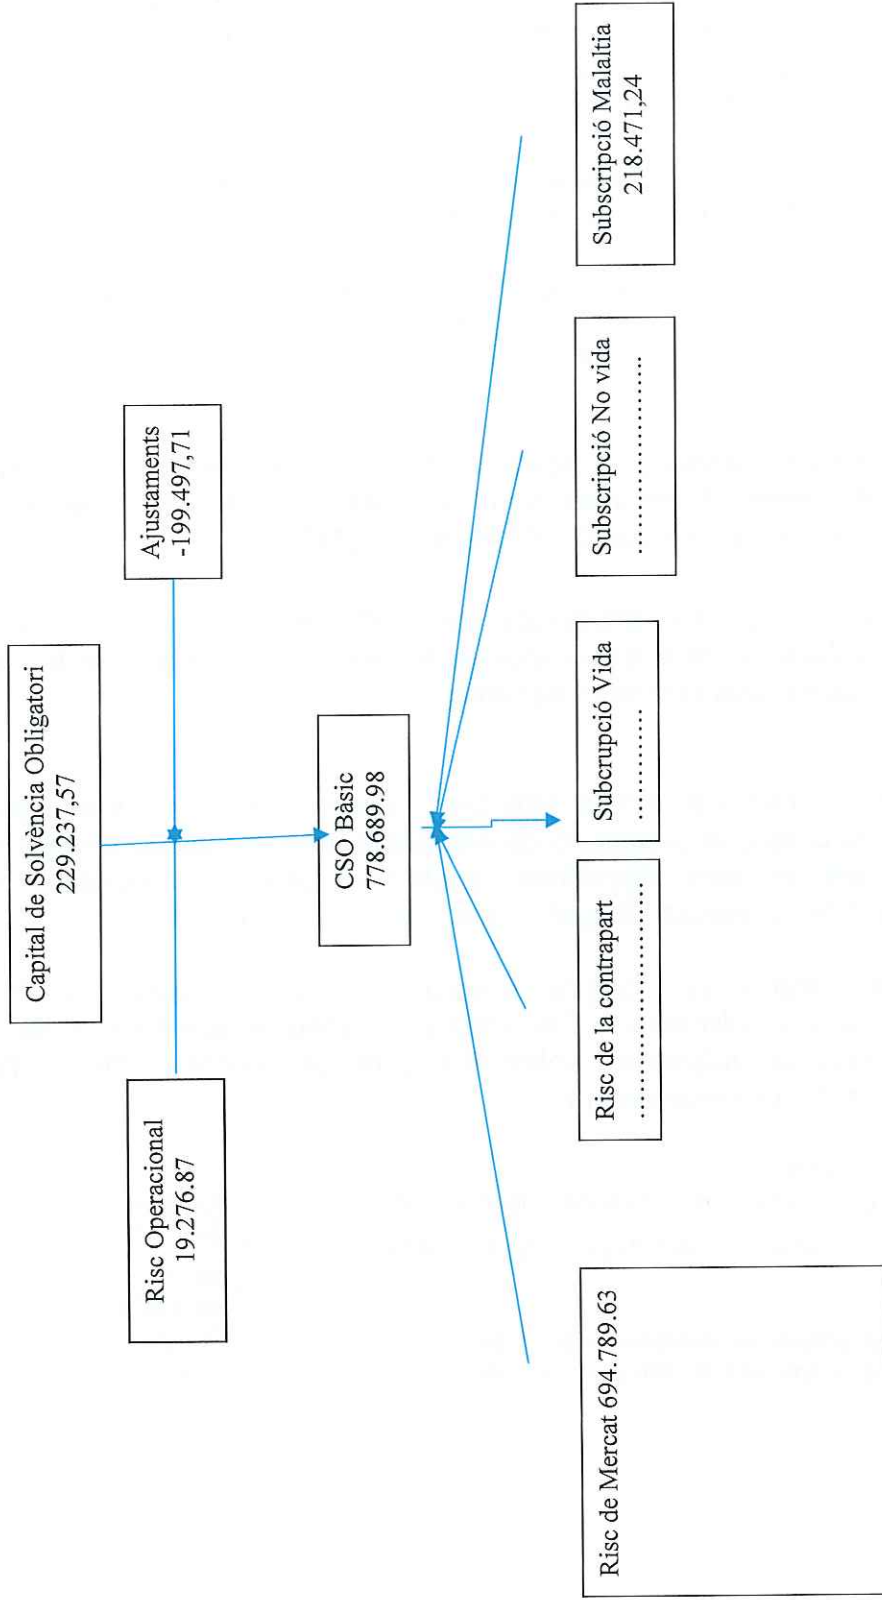 Capital de Solvència Obligatori
229.237,57
Risc Operacional
19.276.87
Ajustaments
-199.497,71
CSO Bàsic
778.689.98
Risc de Mercat 694.789.63
Risc de la contrapart
................................
Subcrupció Vida
................
Subscripció No vida
............................
Subscripció Malaltia
218.471,24